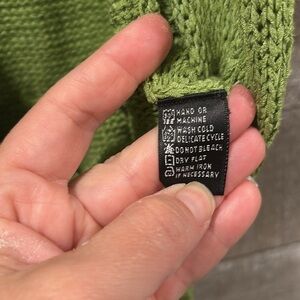 HAND OR
MACHINE
WASH COLD
DELICATE CYCLE
DO NOT BLEACH
DRY FLAT
WARM IRON
IF NECESSARY